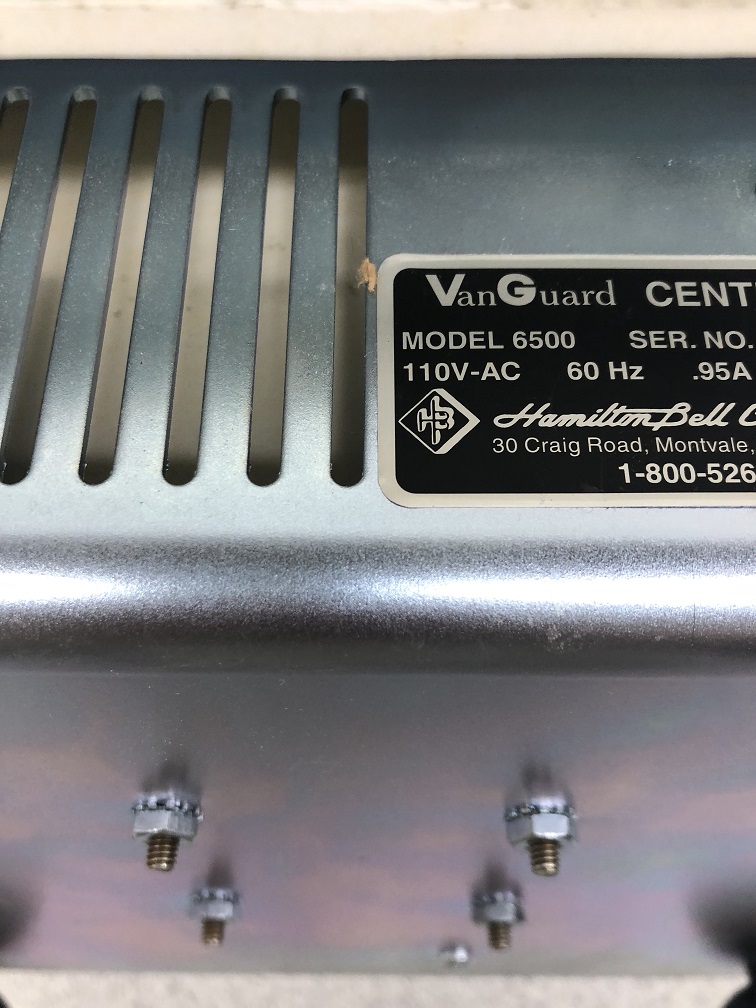 VanGuard CENT
MODEL 6500 SER. NO.
110V-AC 60 Hz .95A
HB Hamilton Bell
30 Craig Road, Montvale,
1-800-526